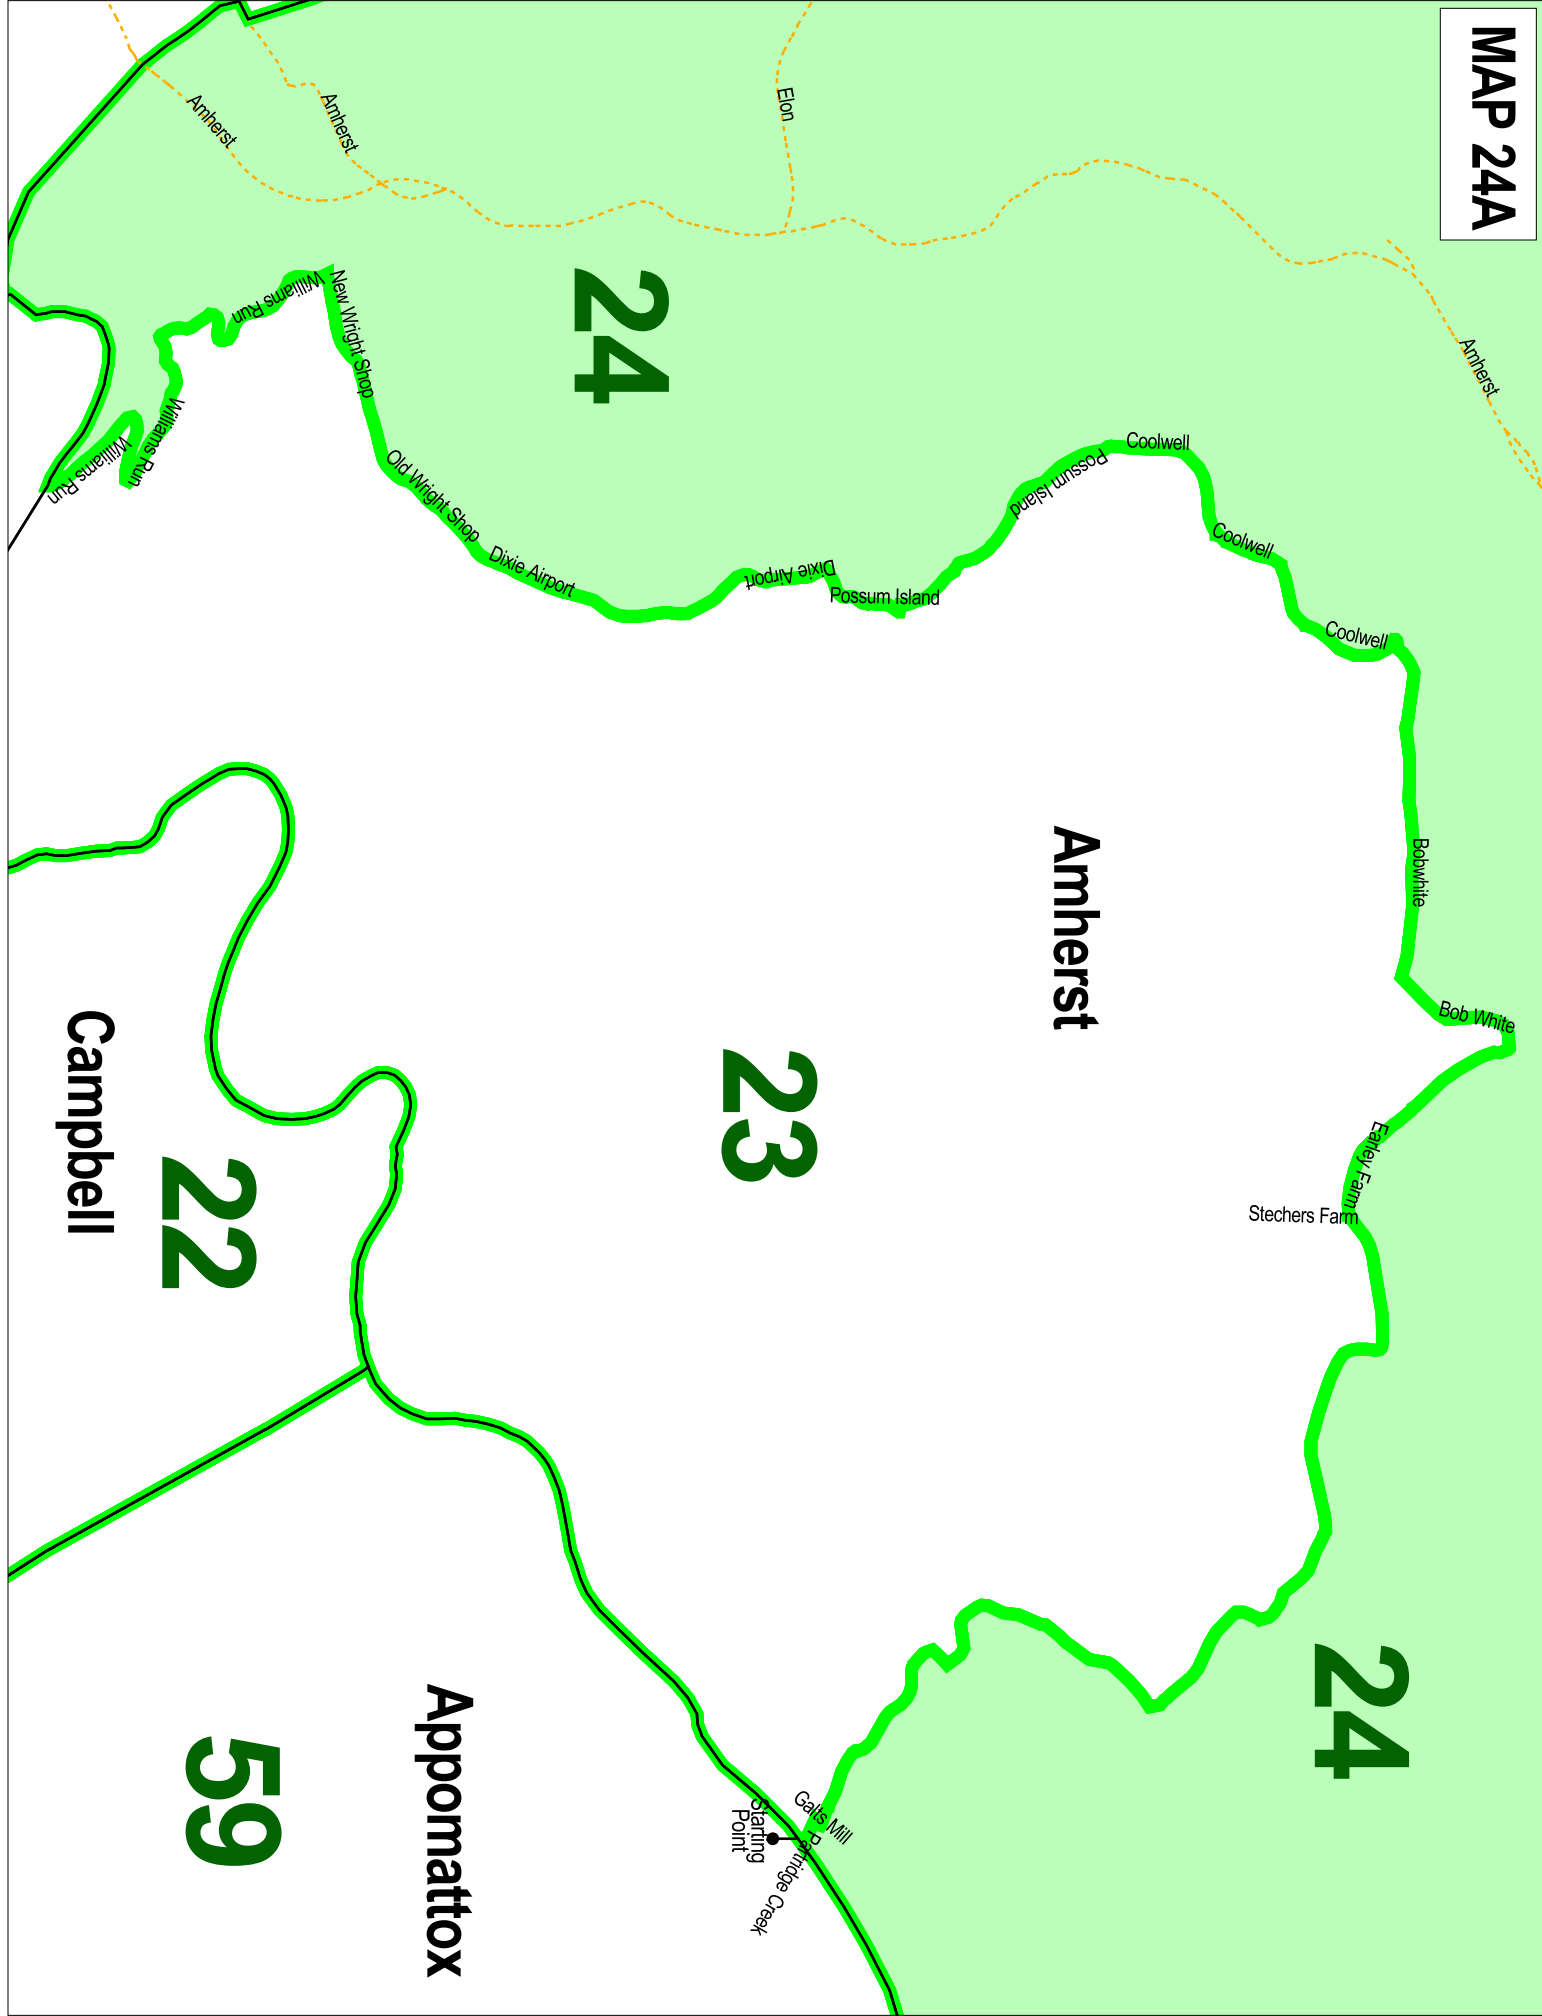 MAP 24A
Amherst
Coolwell
Coolwell
Coolwell
Bobwhite
Bob White
Earley Farm
Stechers Farm
24
Elon
24
Possum Island
Possum Island
Dixie Airport
Dixie Airport
Old Wright Shop
New Wright Shop
Amherst
Amherst
Williams Run
Williams Run
Williams Run
Amherst
23
Galts Mill
Partridge Creek
Starting
Point
Campbell
22
Appomattox
59